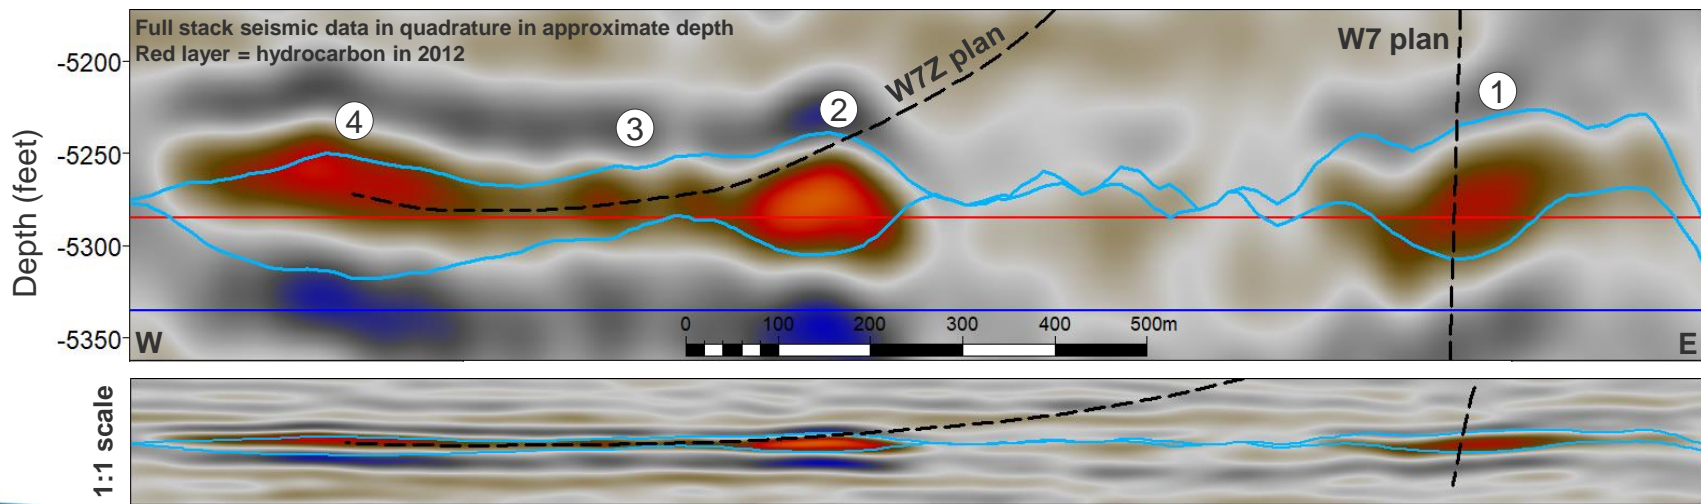 Full stack seismic data in quadrature in approximate depth
Red layer = hydrocarbon in 2012
W7Z plan
W7 plan
-5200
-5250
-5300
-5350
Depth (feet)
4
3
2
1
0
100
200
300
400
500m
W
E
1:1 scale